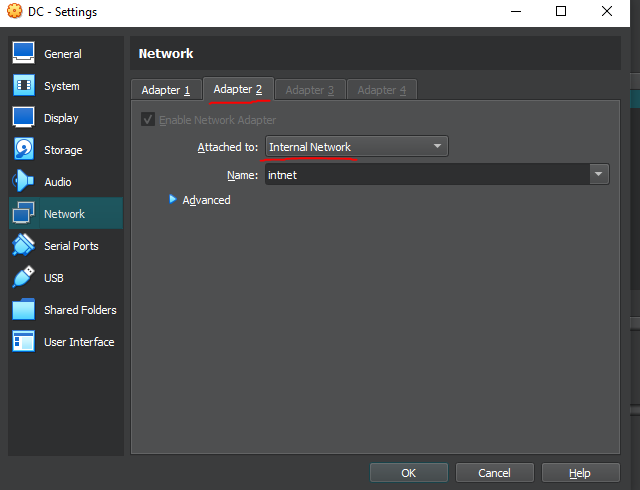 DC - Settings
General
System
Display
Storage
Audio
Network
Serial Ports
USB
Shared Folders
User Interface
Network
Adapter 1 Adapter 2 Adapter 3 Adapter 4
Enable Network Adapter
Attached to: Internal Network
Name: intnet
Advanced
OK Cancel Help